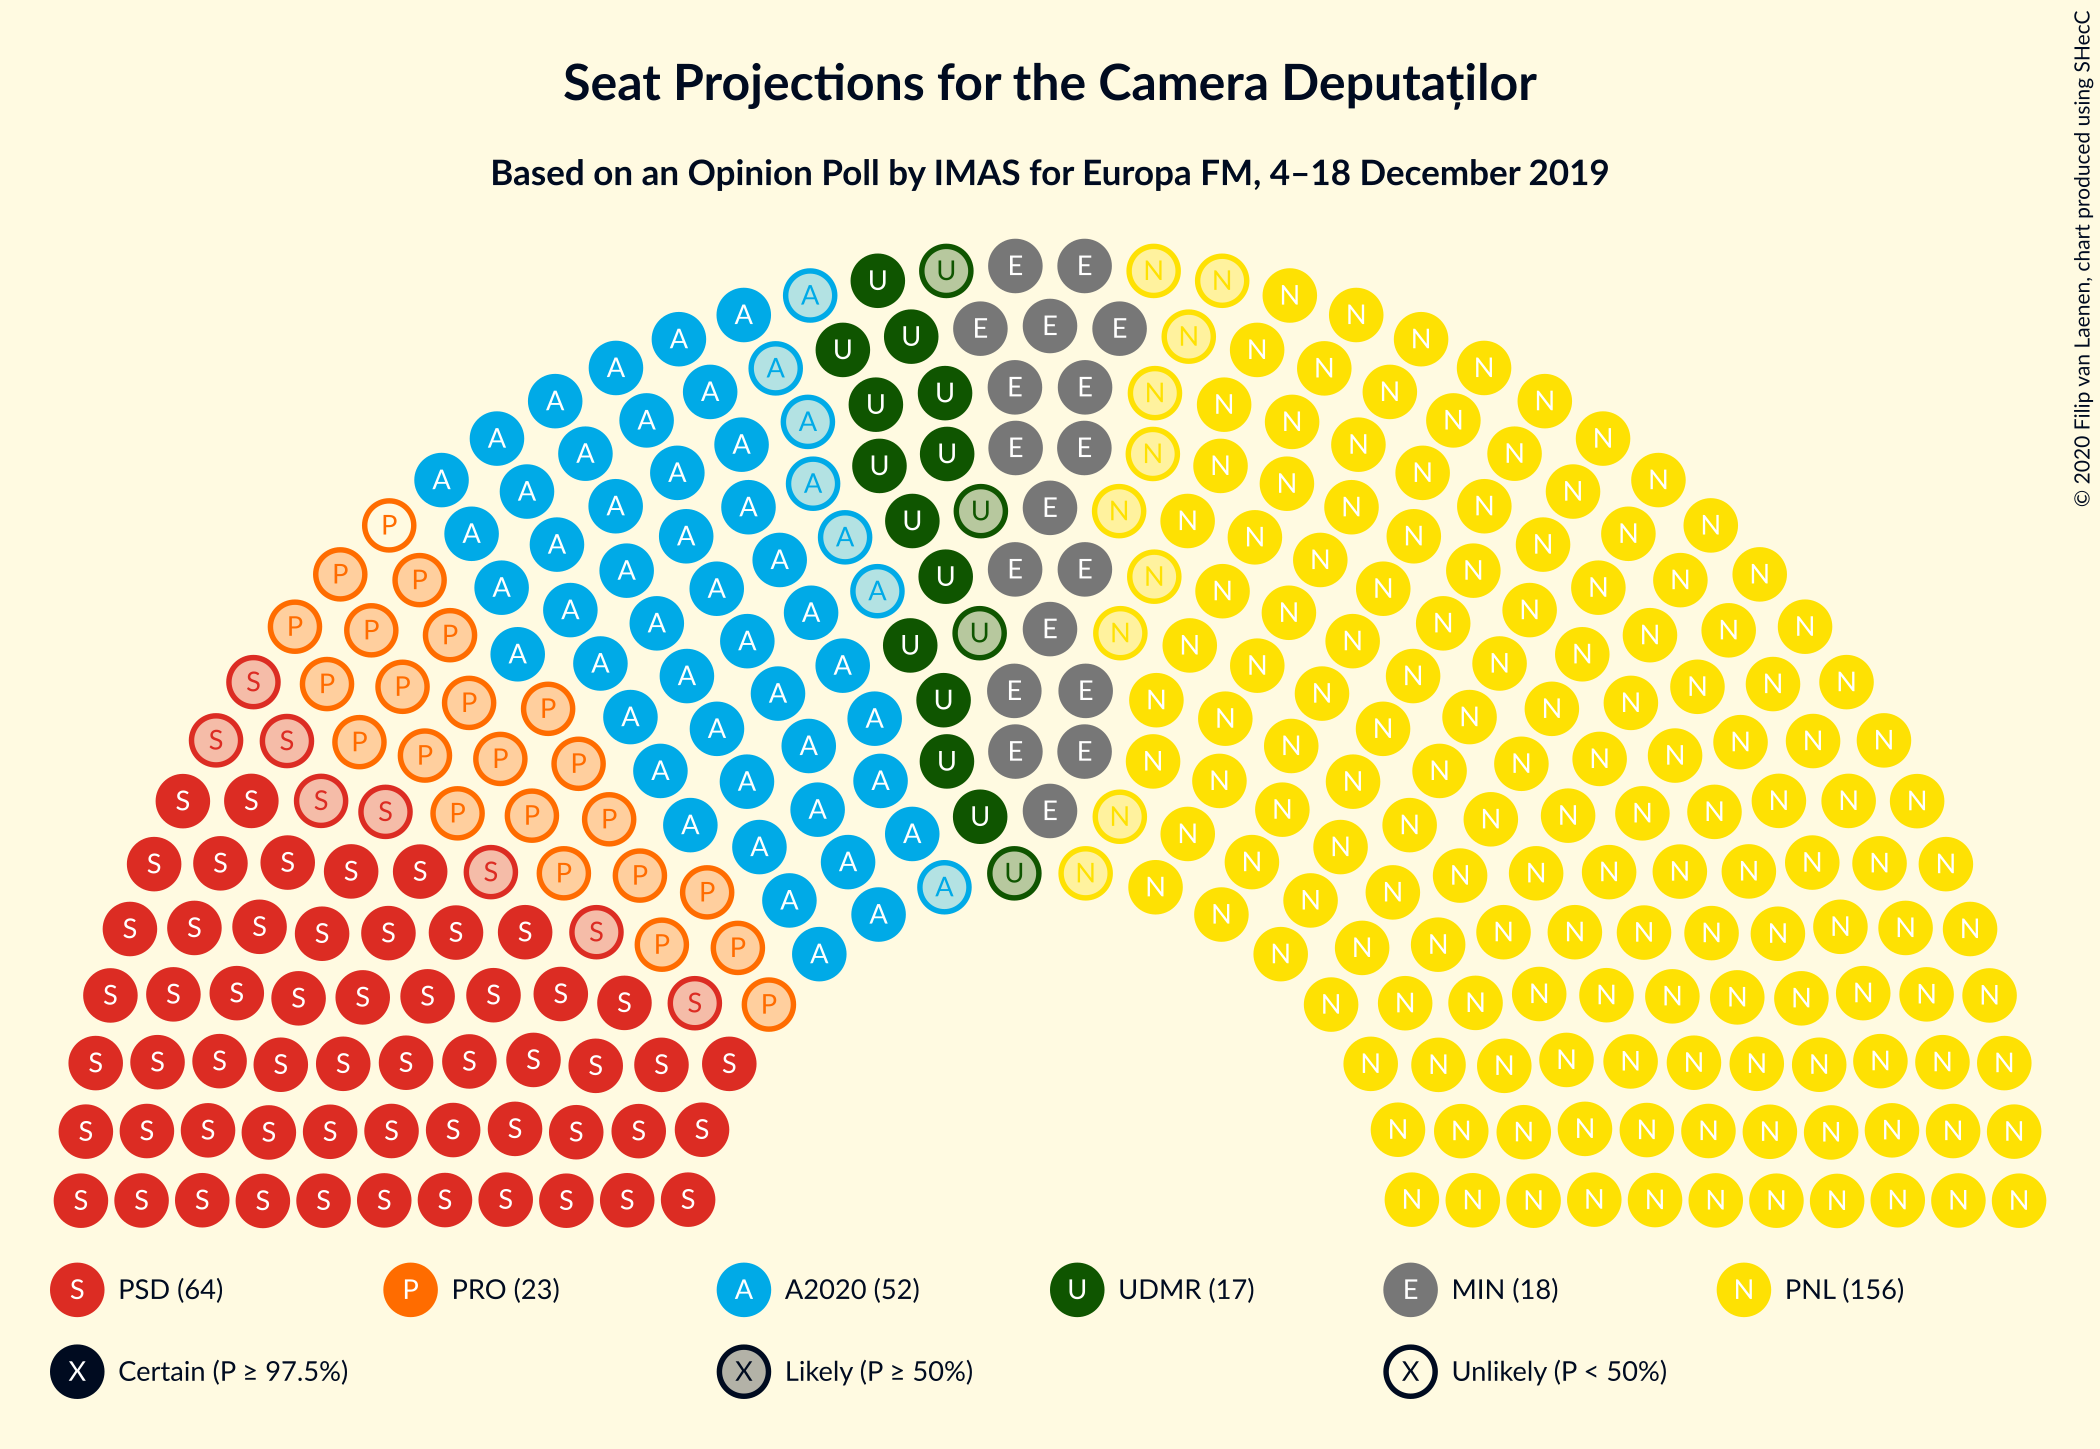 Seat Projections for the Camera Deputaților
Based on an Opinion Poll by IMAS for Europa FM, 4–18 December 2019
© 2020 Filip van Laenen, chart produced using SHecC
S PSD (64) P PRO (23) A A2020 (52) U UDMR (17) E MIN (18) N PNL (156)
X Certain (P ≥ 97.5%) X Likely (P ≥ 50%) X Unlikely (P < 50%)